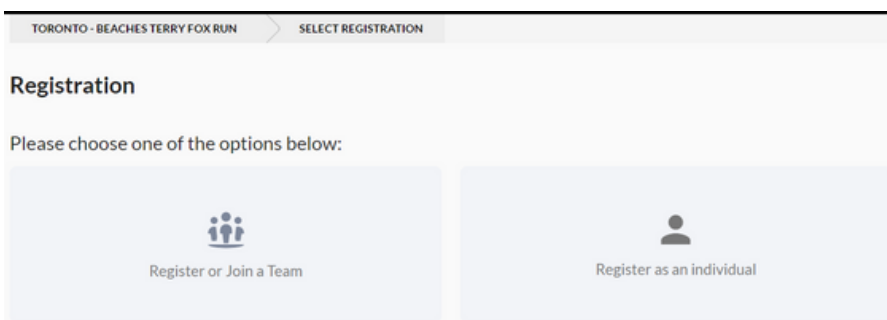 TORONTO - BEACHES TERRY FOX RUN SELECT REGISTRATION
Registration
Please choose one of the options below:
Register or Join a Team
Register as an individual